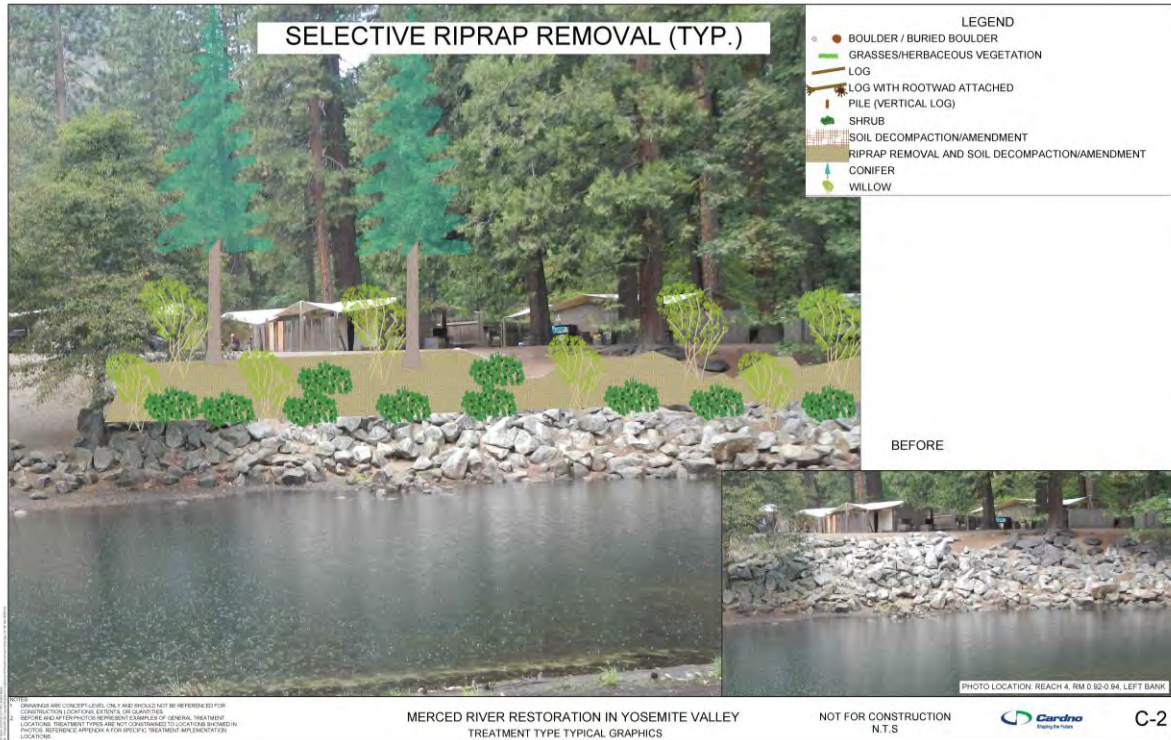 SELECTIVE RIPRAP REMOVAL (TYP.)
LEGEND
BOULDER / BURIED BOULDER
GRASSES/HERBACEOUS VEGETATION
LOG
LOG WITH ROOTWAD ATTACHED
PILE (VERTICAL LOG)
SHRUB
SOIL DECOMPACTION/AMENDMENT
RIPRAP REMOVAL AND SOIL DECOMPACTION/AMENDMENT
CONIFER
WILLOW
BEFORE
PHOTO LOCATION: REACH 4, RM 0.92-0.94, LEFT BANK
NOTES:
DRAWINGS ARE CONCEPT-LEVEL ONLY AND SHOULD NOT BE REFERENCED FOR
CONSTRUCTION LOCATIONS, EXTENTS, OR QUANTITIES.
BEFORE AND AFTER PHOTOS REPRESENT EXAMPLES OF GENERAL TREATMENT
LOCATIONS. TREATMENT TYPES ARE NOT CONSTRAINED TO LOCATIONS SHOWED IN
PHOTOS. REFERENCE APPENDIX A FOR SPECIFIC TREATMENT IMPLEMENTATION
LOCATIONS.
MERCED RIVER RESTORATION IN YOSEMITE VALLEY
TREATMENT TYPE TYPICAL GRAPHICS
NOT FOR CONSTRUCTION
N.T.S
Cardno
Shaping the Future
C-2